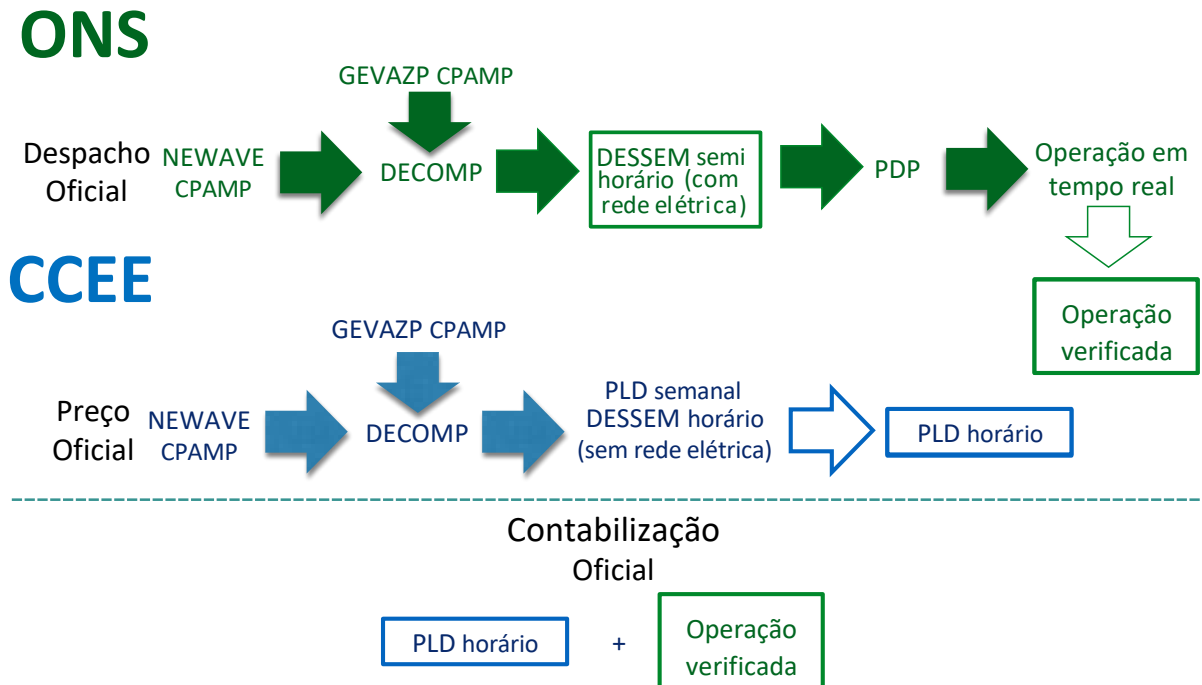 ONS
GEVAZP CPAMP
Despacho
Oficial
NEWAVE
CPAMP
DECOMP
DESSEM semi
horário (com
rede elétrica)
PDP
Operação em
tempo real
CCEE
Operação
verificada
GEVAZP CPAMP
Preço
Oficial
NEWAVE
CPAMP
DECOMP
PLD semanal
DESSEM horário
(sem rede elétrica)
PLD horário
Contabilização
Oficial
PLD horário
+
Operação
verificada